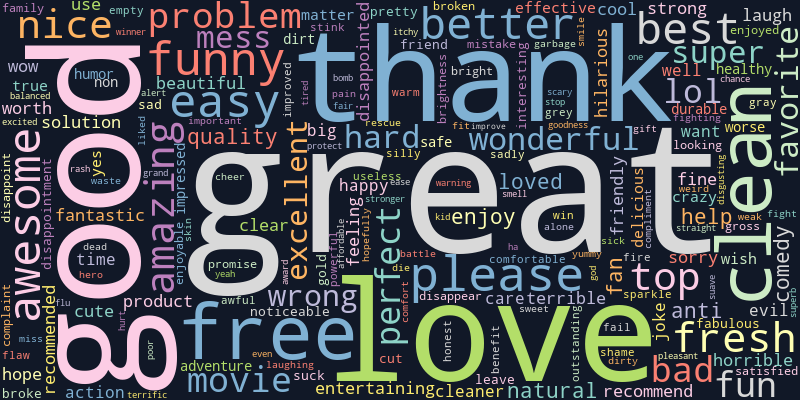 family
use
empty
problem
matter
pretty
broken
effective
cool
strong
laugh
nice
winner
mess
dirt
stink
disappointed
itchy
better
friend
mistake
garbage
smile
hilarious
best
enjoyed
wow
humor
non
funny
improved
thank
bomb
pain
fair
tired
warm
brightness
bright
interesting
scary
stop
grey
one
super
well
healthy
chance
favorite
true
balanced
worth
excited
solution
beautiful
alert
sad
easy
important
liked
quality
big
protect
rescue
hard
safe
fit
improve
goodness
wonderful
gift
lol
durable
fighting
want
looking
gray
worse
clean
good
great
awesome
disappoint
disappointment
yes
rash
waste
amazing
grand
impressed
enjoyable
skin
cheer
excellent
silly
sadly
useless
happy
ease
stronger
warning
loved
smell
friendly
delicious
compliment
fine
weird
crazy
disgusting
fantastic
dead
time
hero
clear
promise
yeah
feeling
hopefully
affordable
powerful
gold
award
perfect
kid
enjoy
win
alone
ha
sick
help
weak
straight
gross
fight
comedy
superb
complaint
recommended
flu
product
awful
wrong
noticeable
battle
die
comfort
please
comfortable
yummy
god
fan
fire
sparkle
top
sorry
wish
suave
evil
disappear
care
terrible
anti
cute
hurt
miss
flaw
hope
broke
action
terrific
poor
free
adventure
even
laughing
movie
suck
cut
love
honest
sweet
benefit
outstanding
fail
shame
dirty
joke
fabulous
fresh
pleasant
bad
horrible
satisfied
fun
leave
entertaining
cleaner
natural
recommend